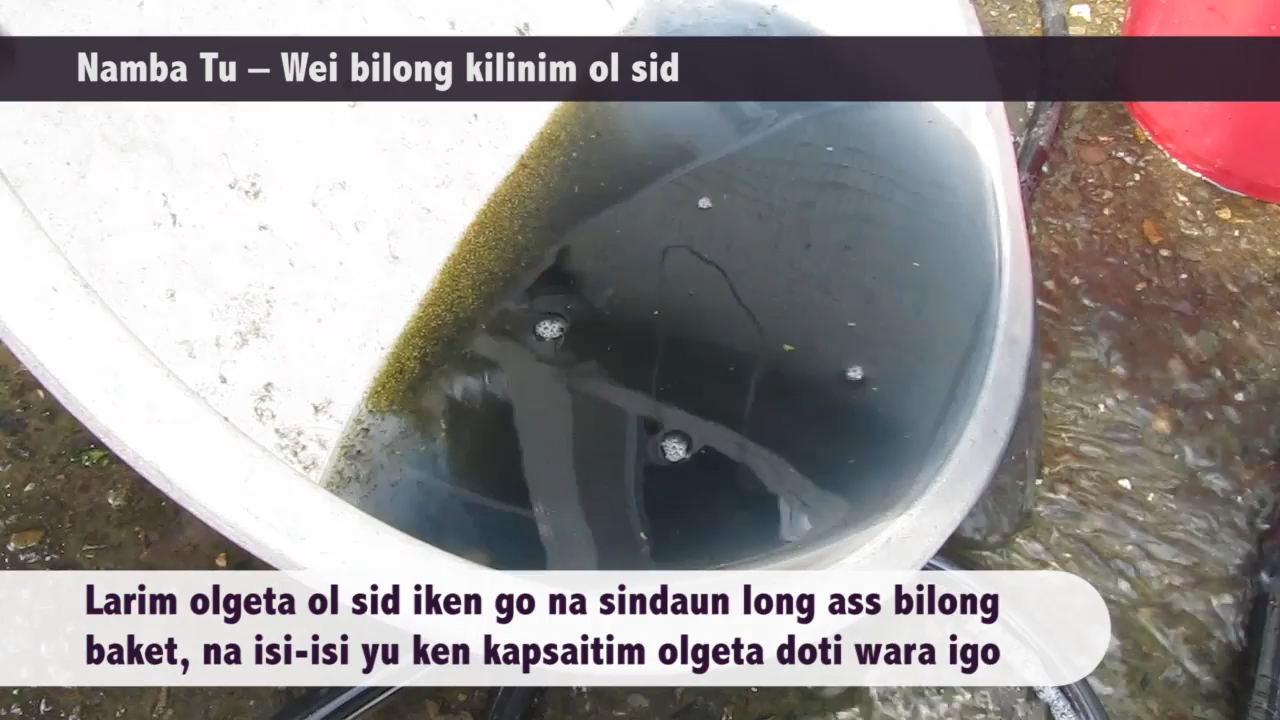 Namba Tu – Wei bilong kilinim ol sid
Larim olgeta ol sid iken go na sindaun long ass bilong
baket, na isi-isi yu ken kapsaitim olgeta doti wara igo